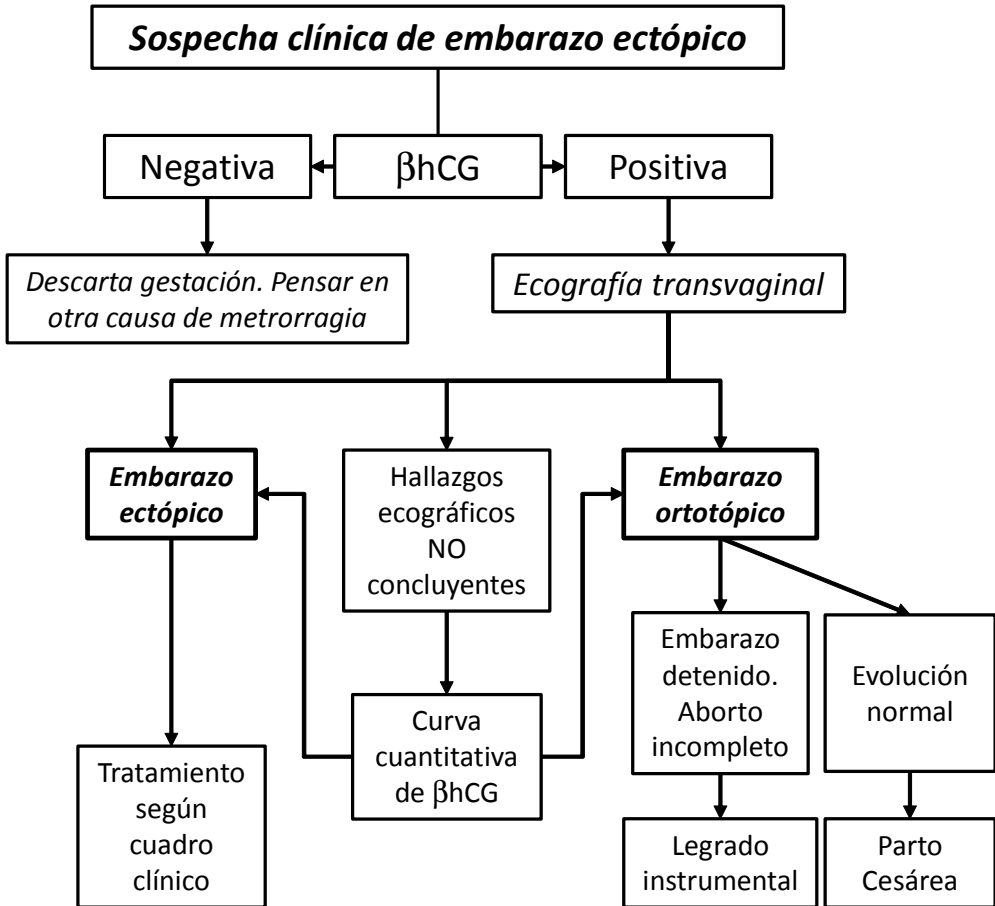 Sospecha clínica de embarazo ectópico
Negativa
βhCG
Positiva
Descarta gestación. Pensar en
otra causa de metrorragia
Ecografía transvaginal
Embarazo
ectópico
Hallazgos
ecográficos
NO
concluyentes
Embarazo
ortotópico
Embarazo
detenido.
Aborto
incompleto
Evolución
normal
Curva
cuantitativa
de βhCG
Tratamiento
según
cuadro
clínico
Legrado
instrumental
Parto
Cesárea